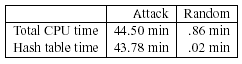 Attack Random
Total CPU time 44.50 min .86 min
Hash table time 43.78 min .02 min